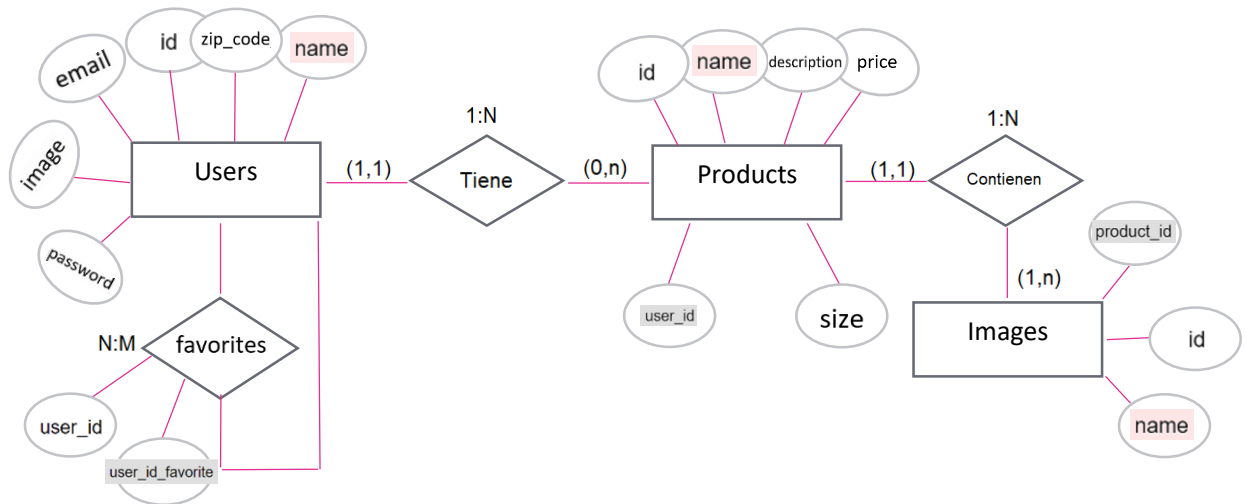 email
id
zip_code
name
image
password
Users
(1,1)
1:N
Tiene
(0,n)
id
name
description
price
Products
user_id
size
(1,1)
1:N
Contienen
(1,n)
product_id
Images
id
name
N:M
favorites
user_id
user_id_favorite